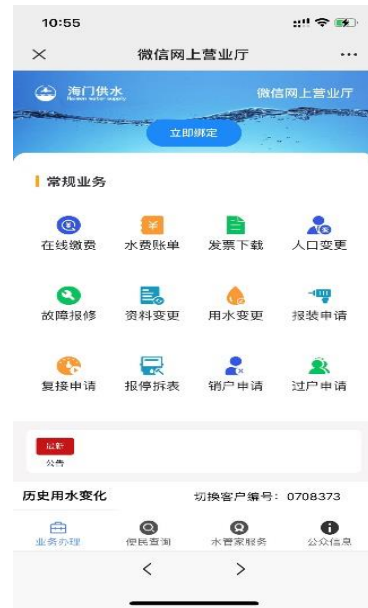 10:55
微信网上营业厅
海门供水
Haimen water supply
微信网上营业厅
立即绑定
常规业务
在线缴费 水费账单 发票下载 人口变更
故障报修 资料变更 用水变更 报装申请
复接申请 报停拆表 销户申请 过户申请
最新
公告
历史用水变化 切换客户编号：0708373
业务办理 便民查询 水管家服务 公众信息